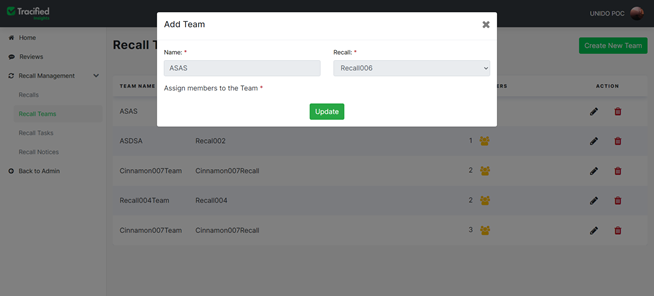 Tracified
Insights
UNIDO POC
Add Team
Home
Reviews
Recall Management
Recalls
Recall Teams
Recall Tasks
Recall Notices
Back to Admin
Recall T
Create New Team
Name: *
Recall: *
ASAS
Recall006
Assign members to the Team *
Update
TEAM NAME
ERS
ACTION
ASAS
ASDSA Recall002 1
Cinnamon007Team Cinnamon007Recall 2
Recall004Team Recall004 2
Cinnamon007Team Cinnamon007Recall 3